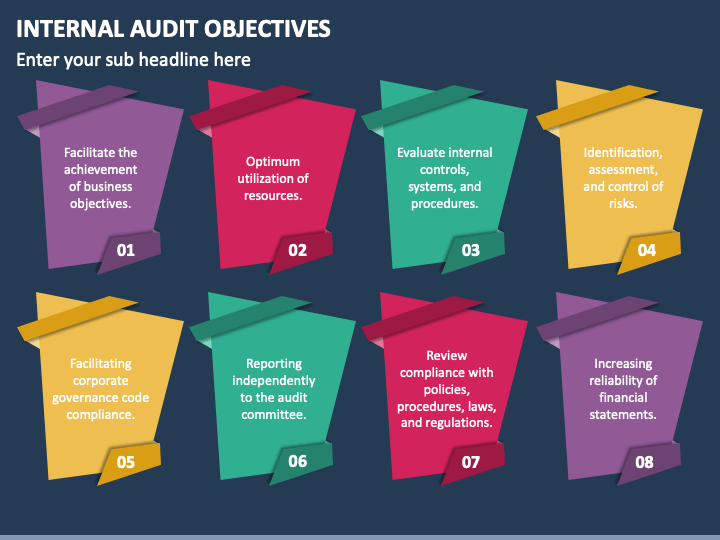 INTERNAL AUDIT OBJECTIVES
Enter your sub headline here
Facilitate the
achievement
of business
objectives.
01
Optimum
utilization of
resources.
02
Evaluate internal
controls,
systems, and
procedures.
03
Identification,
assessment,
and control of
risks.
04
Facilitating
corporate
governance code
compliance.
05
Reporting
independently
to the audit
committee.
06
Review
compliance with
policies,
procedures, laws,
and regulations.
07
Increasing
reliability of
financial
statements.
08